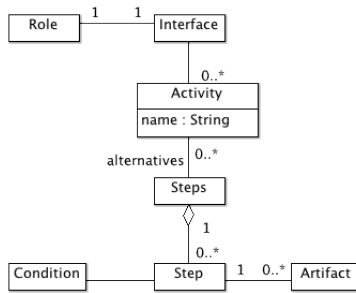 Role
1
1
Interface
0..*
Activity
name : String
alternatives
0..*
Steps
1
0..*
Condition
Step
1
0..*
Artifact